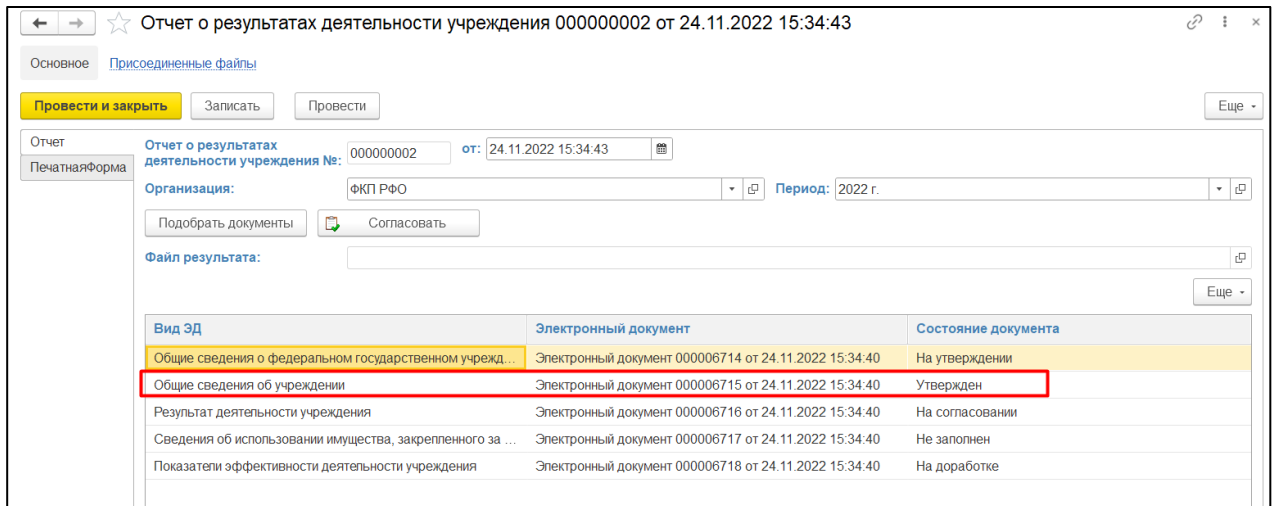 Отчет о результатах деятельности учреждения 000000002 от 24.11.2022 15:34:43
Основное Присоединенные файлы
Провести и закрыть Записать Провести Еще
Отчет
ПечатнаяФорма
Отчет о результатах
деятельности учреждения №: 000000002 от: 24.11.2022 15:34:43
Организация: ФКП РФО Период: 2022 г.
Подобрать документы Согласовать
Файл результата:
Еще
Вид ЭД Электронный документ Состояние документа
Общие сведения о федеральном государственном учрежд... Электронный документ 000006714 от 24.11.2022 15:34:40 На утверждении
Общие сведения об учреждении Электронный документ 000006715 от 24.11.2022 15:34:40 Утвержден
Результат деятельности учреждения Электронный документ 000006716 от 24.11.2022 15:34:40 На согласовании
Сведения об использовании имущества, закрепленного за ... Электронный документ 000006717 от 24.11.2022 15:34:40 Не заполнен
Показатели эффективности деятельности учреждения Электронный документ 000006718 от 24.11.2022 15:34:40 На доработке